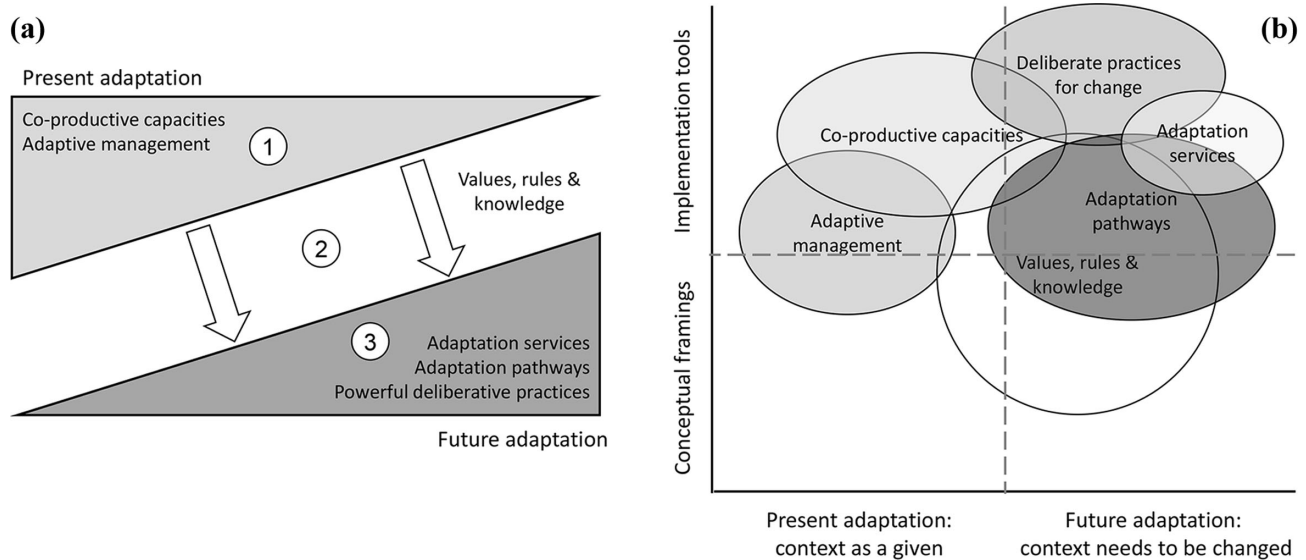 (a)
Present adaptation
Co-productive capacities
Adaptive management
1
Values, rules &
knowledge
2
3
Adaptation services
Adaptation pathways
Powerful deliberative practices
Future adaptation
(b)
Implementation tools
Conceptual framings
Deliberate practices
for change
Co-productive capacities
Adaptation
services
Adaptation
pathways
Adaptive
management
Values, rules &
knowledge
Present adaptation:
context as a given
Future adaptation:
context needs to be changed